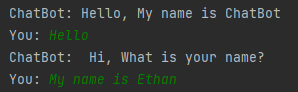 ChatBot: Hello, My name is ChatBot
You: Hello
ChatBot:  Hi, What is your name?
You: My name is Ethan